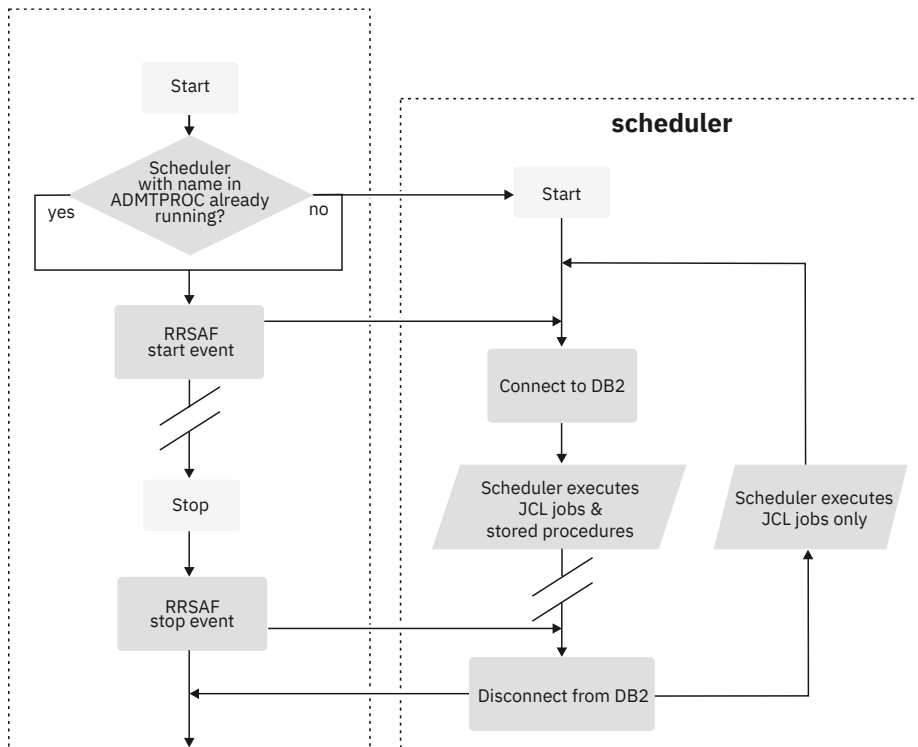 Start
Scheduler
with name in
ADMTPROC already
running?
yes
no
RRSAF
start event
Stop
RRSAF
stop event
scheduler
Start
Connect to DB2
Scheduler executes
JCL jobs &
stored procedures
Scheduler executes
JCL jobs only
Disconnect from DB2